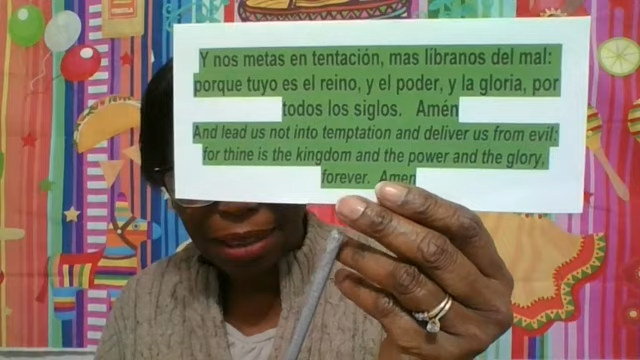 Y nos metas en tentación, mas líbranos del mal:
porque tuyo es el reino, y el poder, y la gloria, por
todos los siglos. Amén
And lead us not into temptation and deliver us from evil:
for thine is the kingdom and the power and the glory,
forever. Amen